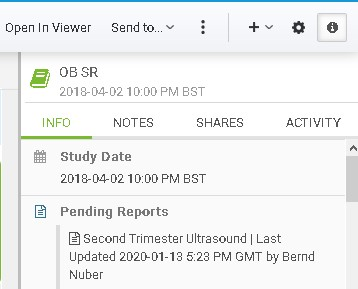 Open In Viewer Send to...
OB SR
2018-04-02 10:00 PM BST
INFO NOTES SHARES ACTIVITY
Study Date
2018-04-02 10:00 PM BST
Pending Reports
Second Trimester Ultrasound | Last
Updated 2020-01-13 5:23 PM GMT by Bernd
Nuber